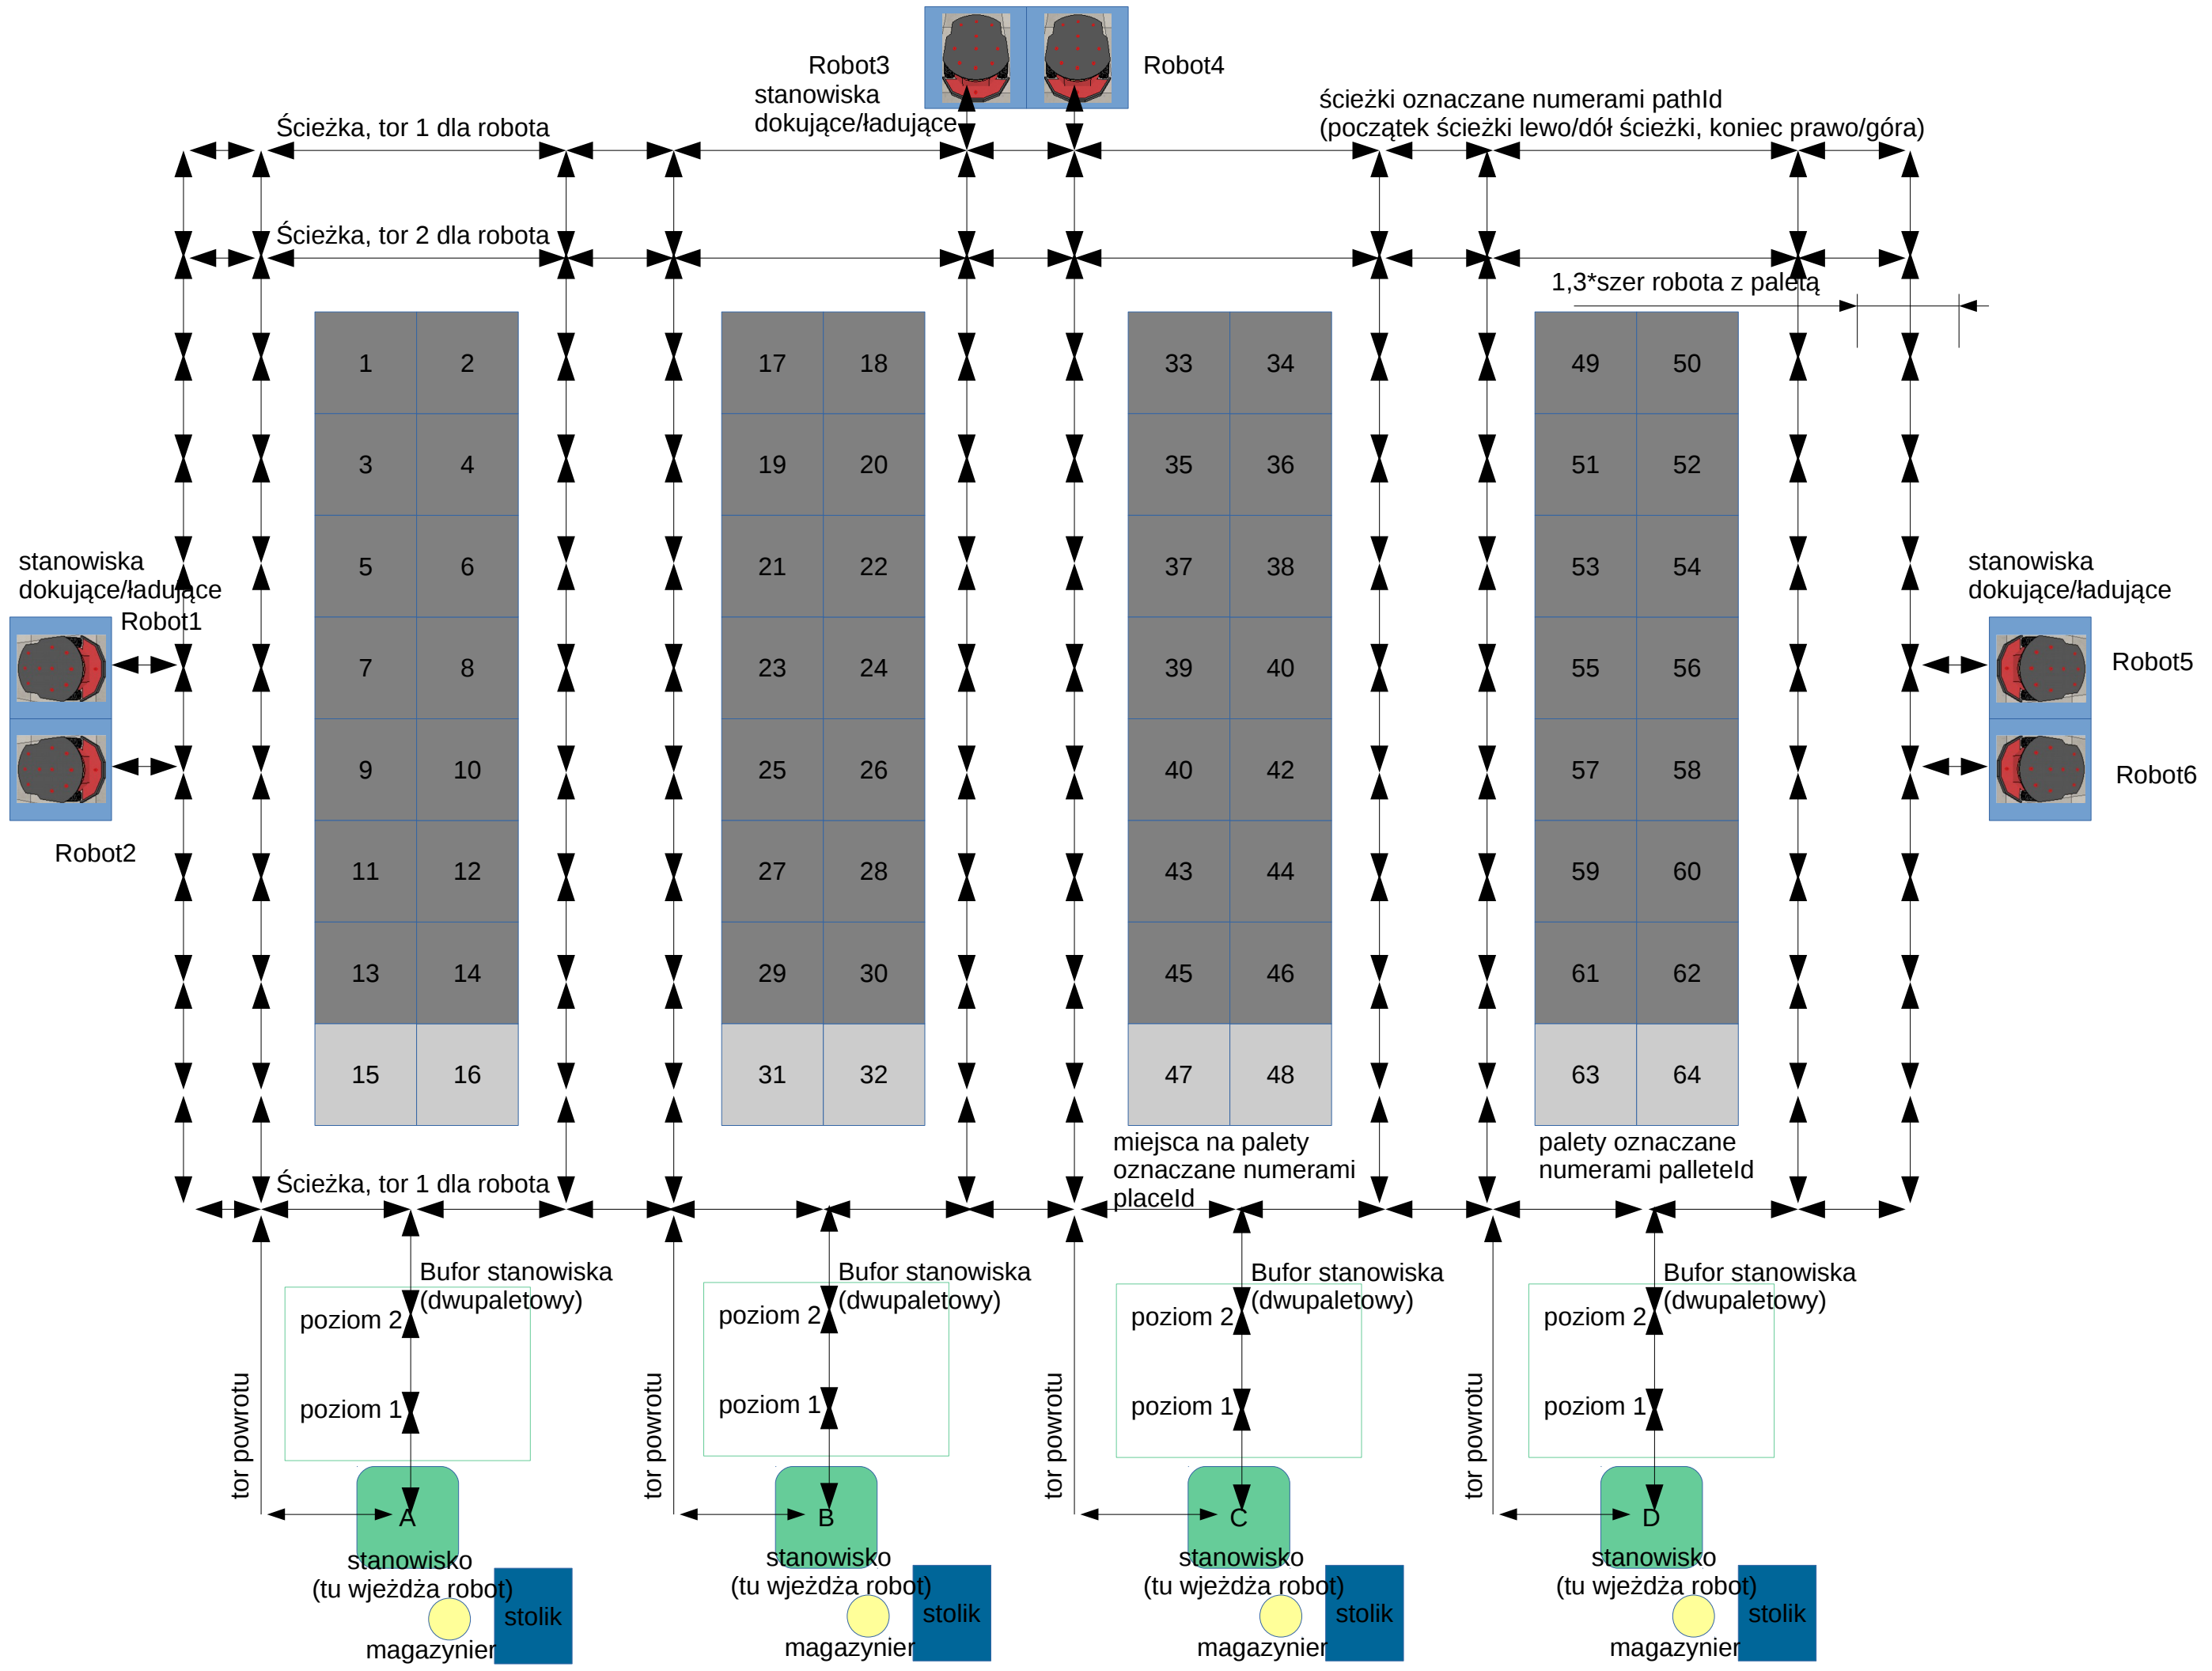 Robot3
Robot4
stanowiska
dokujące/ładujące
ścieżki oznaczane numerami pathId
(początek ścieżki lewo/dół ścieżki, koniec prawo/góra)
Ścieżka, tor 1 dla robota
Ścieżka, tor 2 dla robota
1,3*szer robota z paletą
1 2 17 18 33 34 49 50
3 4 19 20 35 36 51 52
5 6 21 22 37 38 53 54
stanowiska
dokujące/ładujące
Robot1
stanowiska
dokujące/ładujące
7 8 23 24 39 40 55 56
Robot5
9 10 25 26 40 42 57 58
Robot6
Robot2
11 12 27 28 43 44 59 60
13 14 29 30 45 46 61 62
15 16 31 32 47 48 63 64
miejsca na palety
oznaczane numerami
placeId
palety oznaczane
numerami palleteId
Ścieżka, tor 1 dla robota
Bufor stanowiska
(dwupaletowy)
poziom 2
poziom 1
tor powrotu
A
stanowisko
(tu wjeżdża robot)
stolik
magazynier
Bufor stanowiska
(dwupaletowy)
poziom 2
poziom 1
tor powrotu
B
stanowisko
(tu wjeżdża robot)
stolik
magazynier
Bufor stanowiska
(dwupaletowy)
poziom 2
poziom 1
tor powrotu
C
stanowisko
(tu wjeżdża robot)
stolik
magazynier
Bufor stanowiska
(dwupaletowy)
poziom 2
poziom 1
tor powrotu
D
stanowisko
(tu wjeżdża robot)
stolik
magazynier